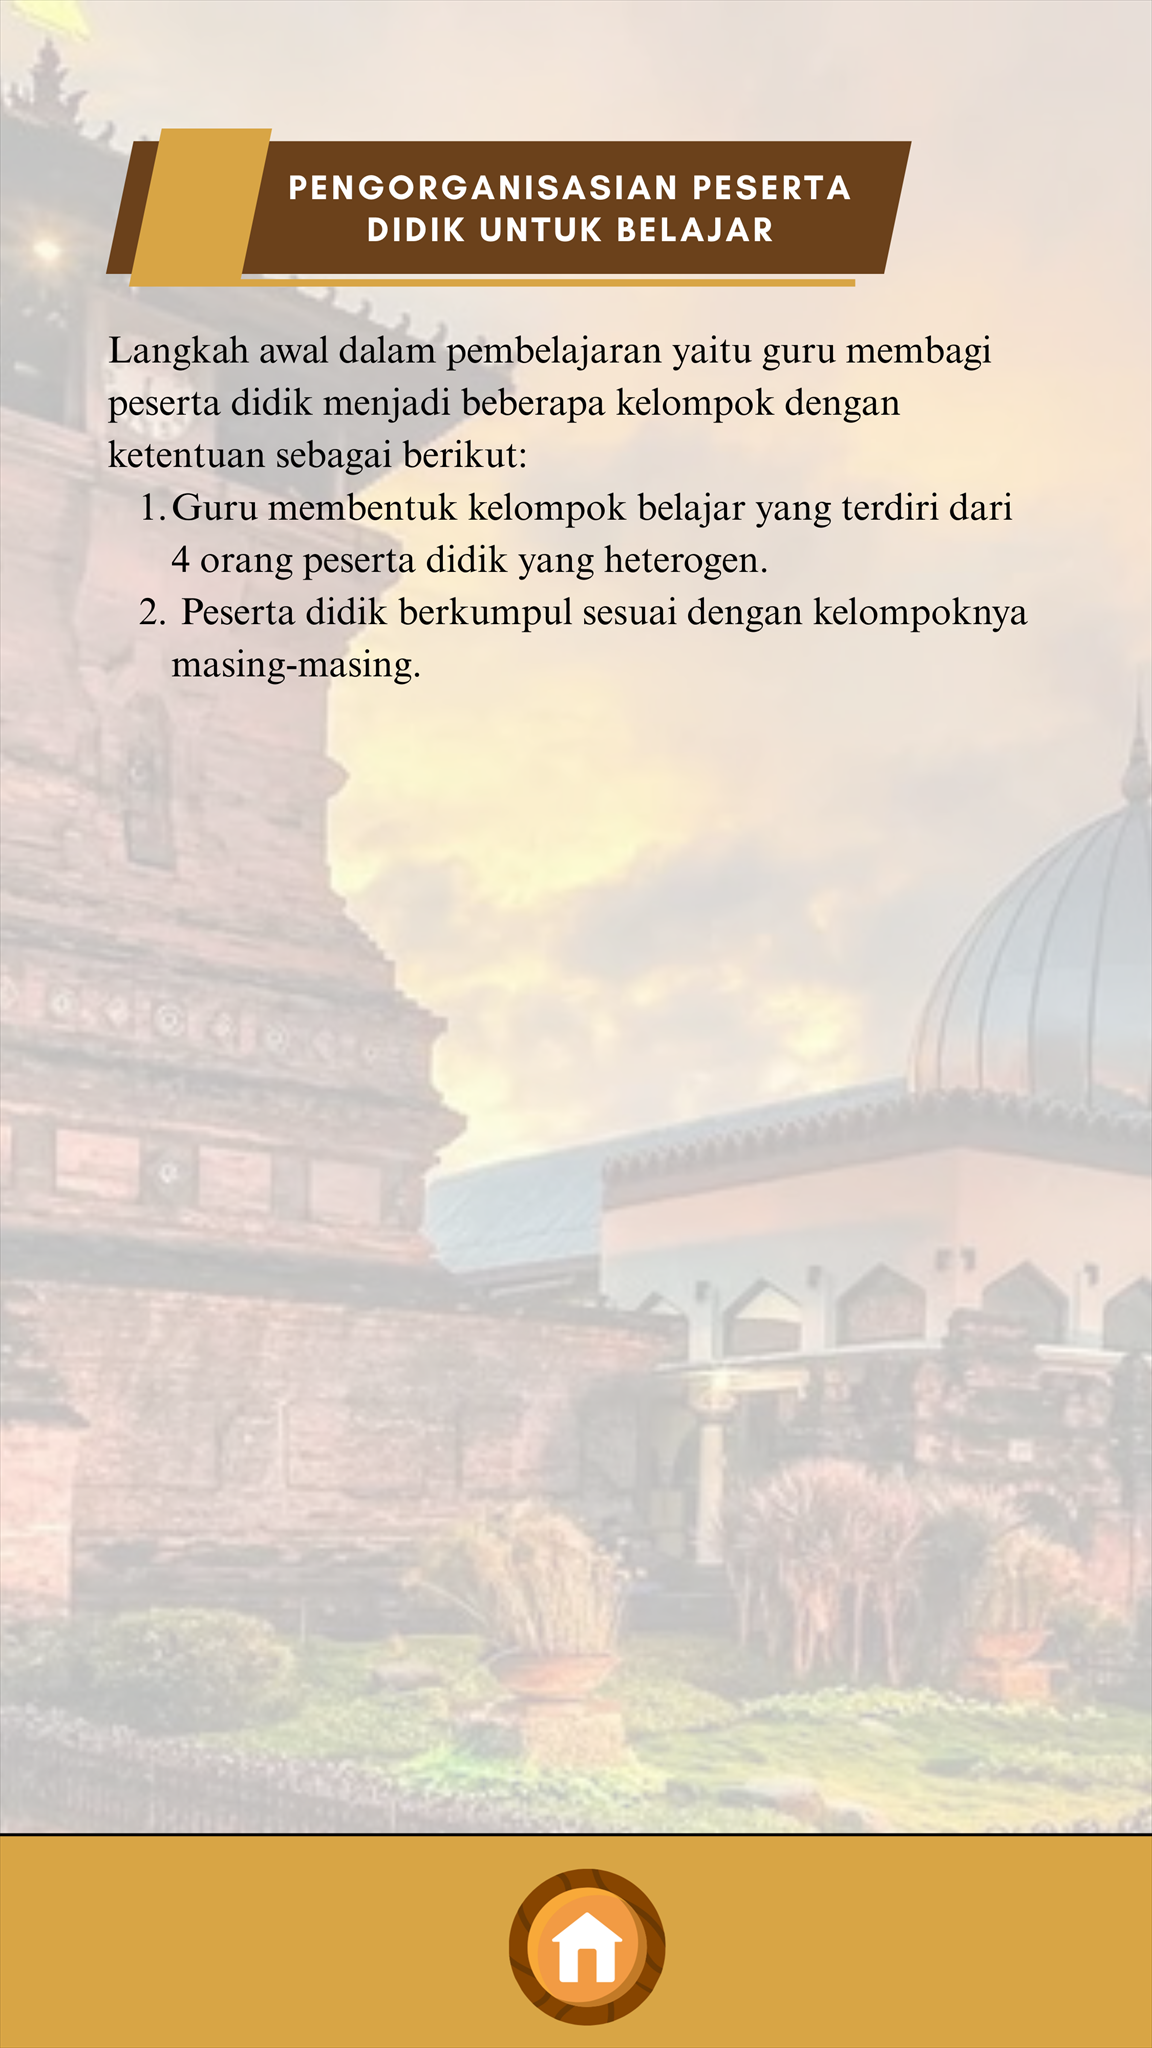 PENGORGANISASIAN PESERTA
DIDIK UNTUK BELAJAR
Langkah awal dalam pembelajaran yaitu guru membagi
peserta didik menjadi beberapa kelompok dengan
ketentuan sebagai berikut:
1. Guru membentuk kelompok belajar yang terdiri dari
4 orang peserta didik yang heterogen.
2. Peserta didik berkumpul sesuai dengan kelompoknya
masing-masing.